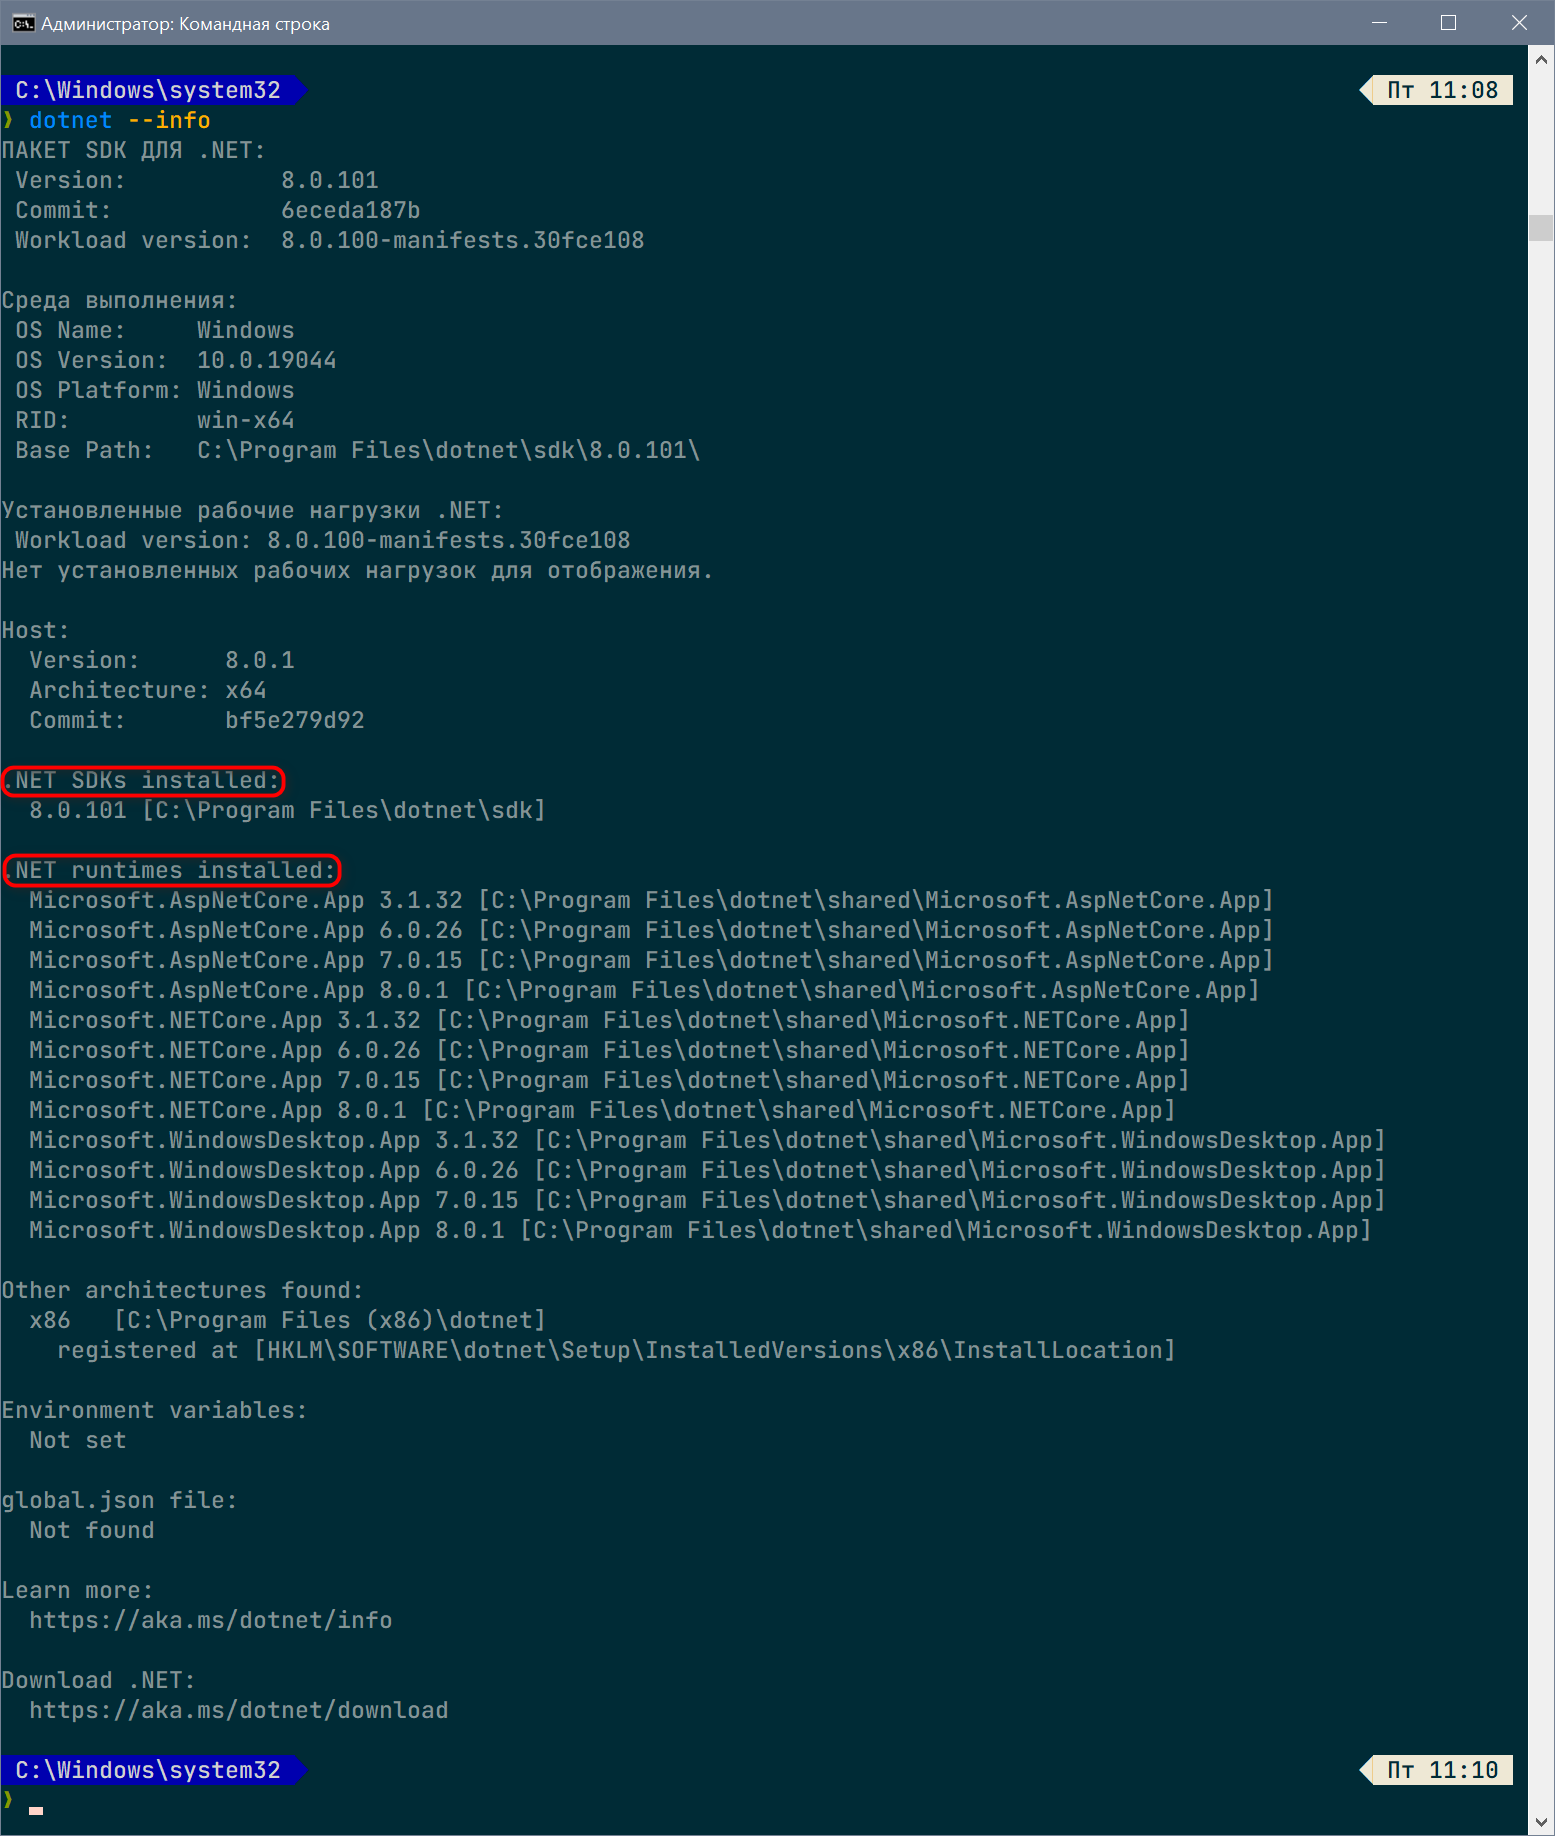 Администратор: Командная строка
C:\Windows\system32
Пт 11:08
❯ dotnet --info
ПАКЕТ SDK ДЛЯ .NET:
Version: 8.0.101
Commit: 6eceda187b
Workload version: 8.0.100-manifests.30fce108
Среда выполнения:
OS Name: Windows
OS Version: 10.0.19044
OS Platform: Windows
RID: win-x64
Base Path: C:\Program Files\dotnet\sdk\8.0.101\
Установленные рабочие нагрузки .NET:
Workload version: 8.0.100-manifests.30fce108
Нет установленных рабочих нагрузок для отображения.
Host:
Version: 8.0.1
Architecture: x64
Commit: bf5e279d92
.NET SDKs installed:
8.0.101 [C:\Program Files\dotnet\sdk]
.NET runtimes installed:
Microsoft.AspNetCore.App 3.1.32 [C:\Program Files\dotnet\shared\Microsoft.AspNetCore.App]
Microsoft.AspNetCore.App 6.0.26 [C:\Program Files\dotnet\shared\Microsoft.AspNetCore.App]
Microsoft.AspNetCore.App 7.0.15 [C:\Program Files\dotnet\shared\Microsoft.AspNetCore.App]
Microsoft.AspNetCore.App 8.0.1 [C:\Program Files\dotnet\shared\Microsoft.AspNetCore.App]
Microsoft.NETCore.App 3.1.32 [C:\Program Files\dotnet\shared\Microsoft.NETCore.App]
Microsoft.NETCore.App 6.0.26 [C:\Program Files\dotnet\shared\Microsoft.NETCore.App]
Microsoft.NETCore.App 7.0.15 [C:\Program Files\dotnet\shared\Microsoft.NETCore.App]
Microsoft.NETCore.App 8.0.1 [C:\Program Files\dotnet\shared\Microsoft.NETCore.App]
Microsoft.WindowsDesktop.App 3.1.32 [C:\Program Files\dotnet\shared\Microsoft.WindowsDesktop.App]
Microsoft.WindowsDesktop.App 6.0.26 [C:\Program Files\dotnet\shared\Microsoft.WindowsDesktop.App]
Microsoft.WindowsDesktop.App 7.0.15 [C:\Program Files\dotnet\shared\Microsoft.WindowsDesktop.App]
Microsoft.WindowsDesktop.App 8.0.1 [C:\Program Files\dotnet\shared\Microsoft.WindowsDesktop.App]
Other architectures found:
x86 [C:\Program Files (x86)\dotnet]
registered at [HKLM\SOFTWARE\dotnet\Setup\InstalledVersions\x86\InstallLocation]
Environment variables:
Not set
global.json file:
Not found
Learn more:
https://aka.ms/dotnet/info
Download .NET:
https://aka.ms/dotnet/download
C:\Windows\system32
Пт 11:10
❯